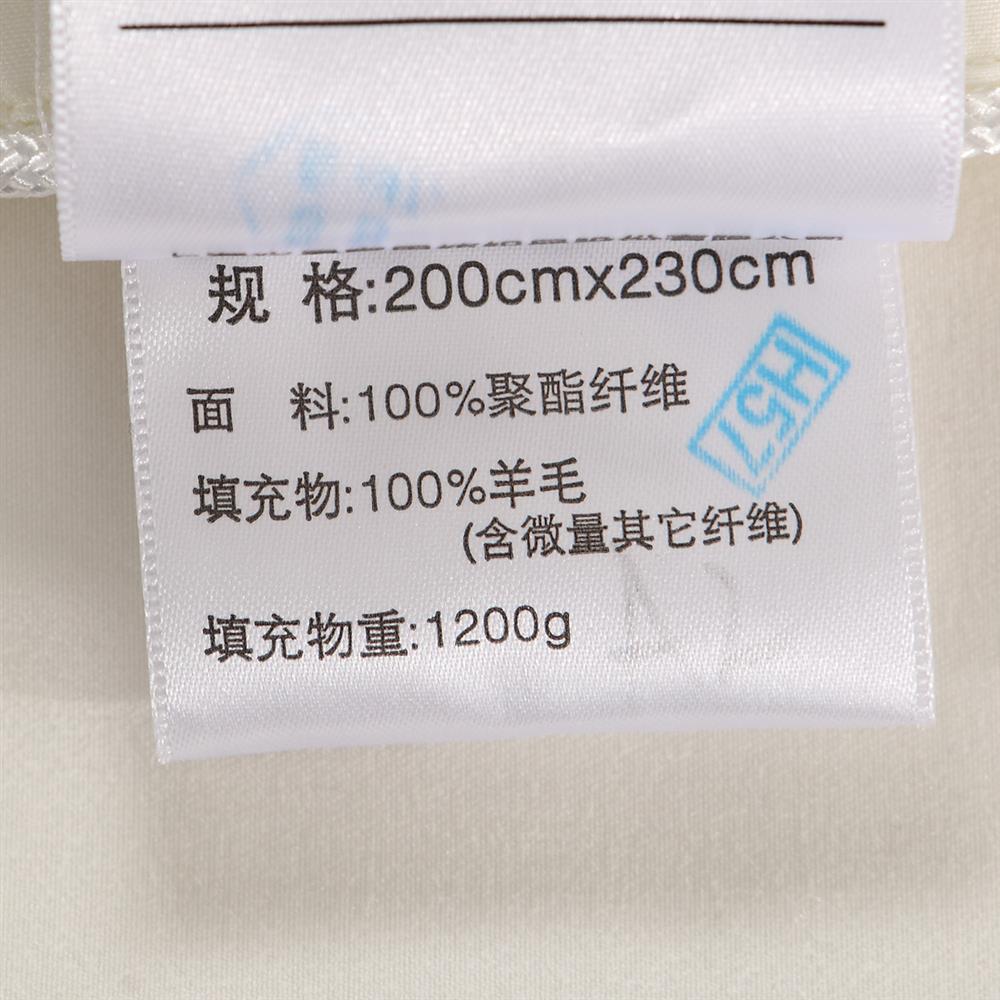 规 格:200cmx230cm
面 料:100%聚酯纤维
H57
填充物:100%羊毛
(含微量其它纤维)
填充物重:1200g